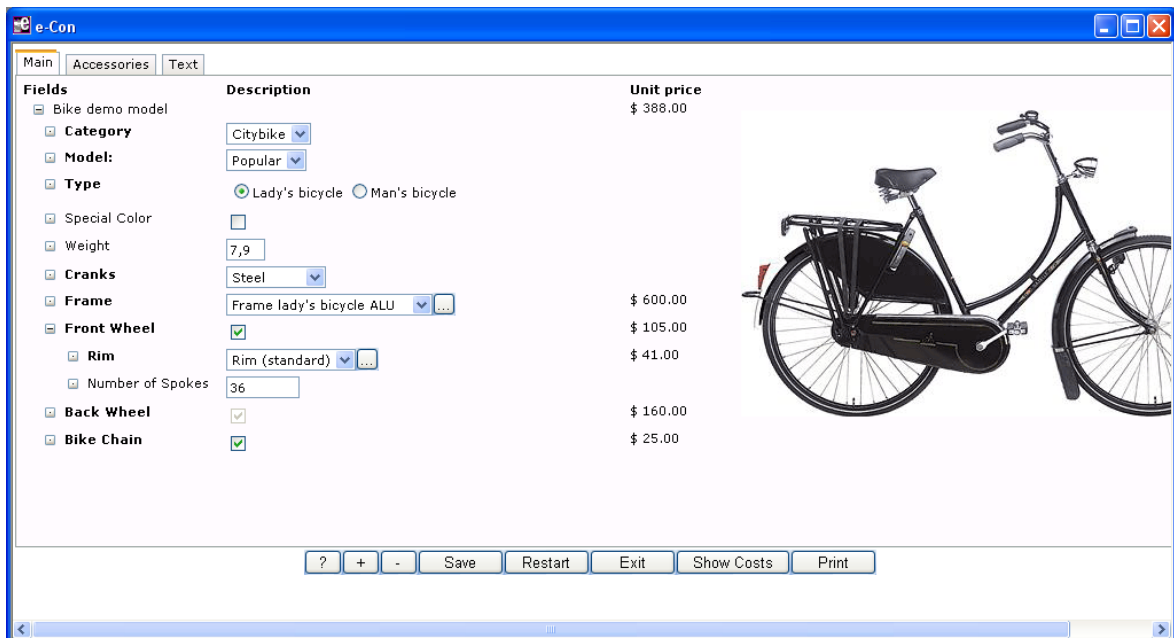 e-Con
Main Accessories Text
Fields Description Unit price
Bike demo model $ 388.00
Category Citybike
Model: Popular
Type Lady's bicycle Man's bicycle
Special Color
Weight 7,9
Cranks Steel
Frame Frame lady's bicycle ALU ... $ 600.00
Front Wheel $ 105.00
Rim Rim (standard) ... $ 41.00
Number of Spokes 36
Back Wheel $ 160.00
Bike Chain $ 25.00
? + - Save Restart Exit Show Costs Print